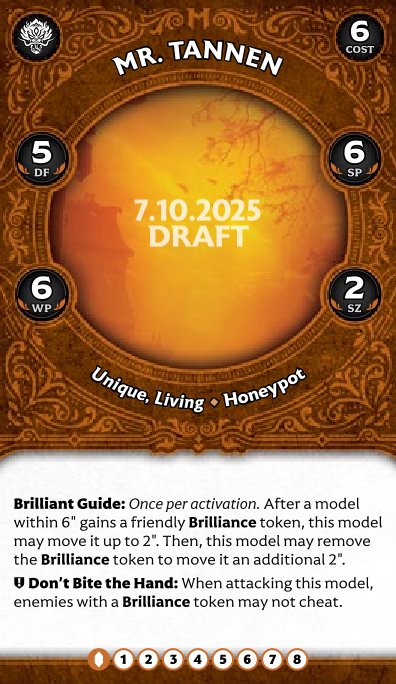 MR. TANNEN
6
COST
5
DF
6
SP
7.10.2025
DRAFT
6
WP
2
SZ
Unique, Living ◆ Honeypot
Brilliant Guide: Once per activation. After a model
within 6" gains a friendly Brilliance token, this model
may move it up to 2". Then, this model may remove
the Brilliance token to move it an additional 2".
Don't Bite the Hand: When attacking this model,
enemies with a Brilliance token may not cheat.
1 2 3 4 5 6 7 8